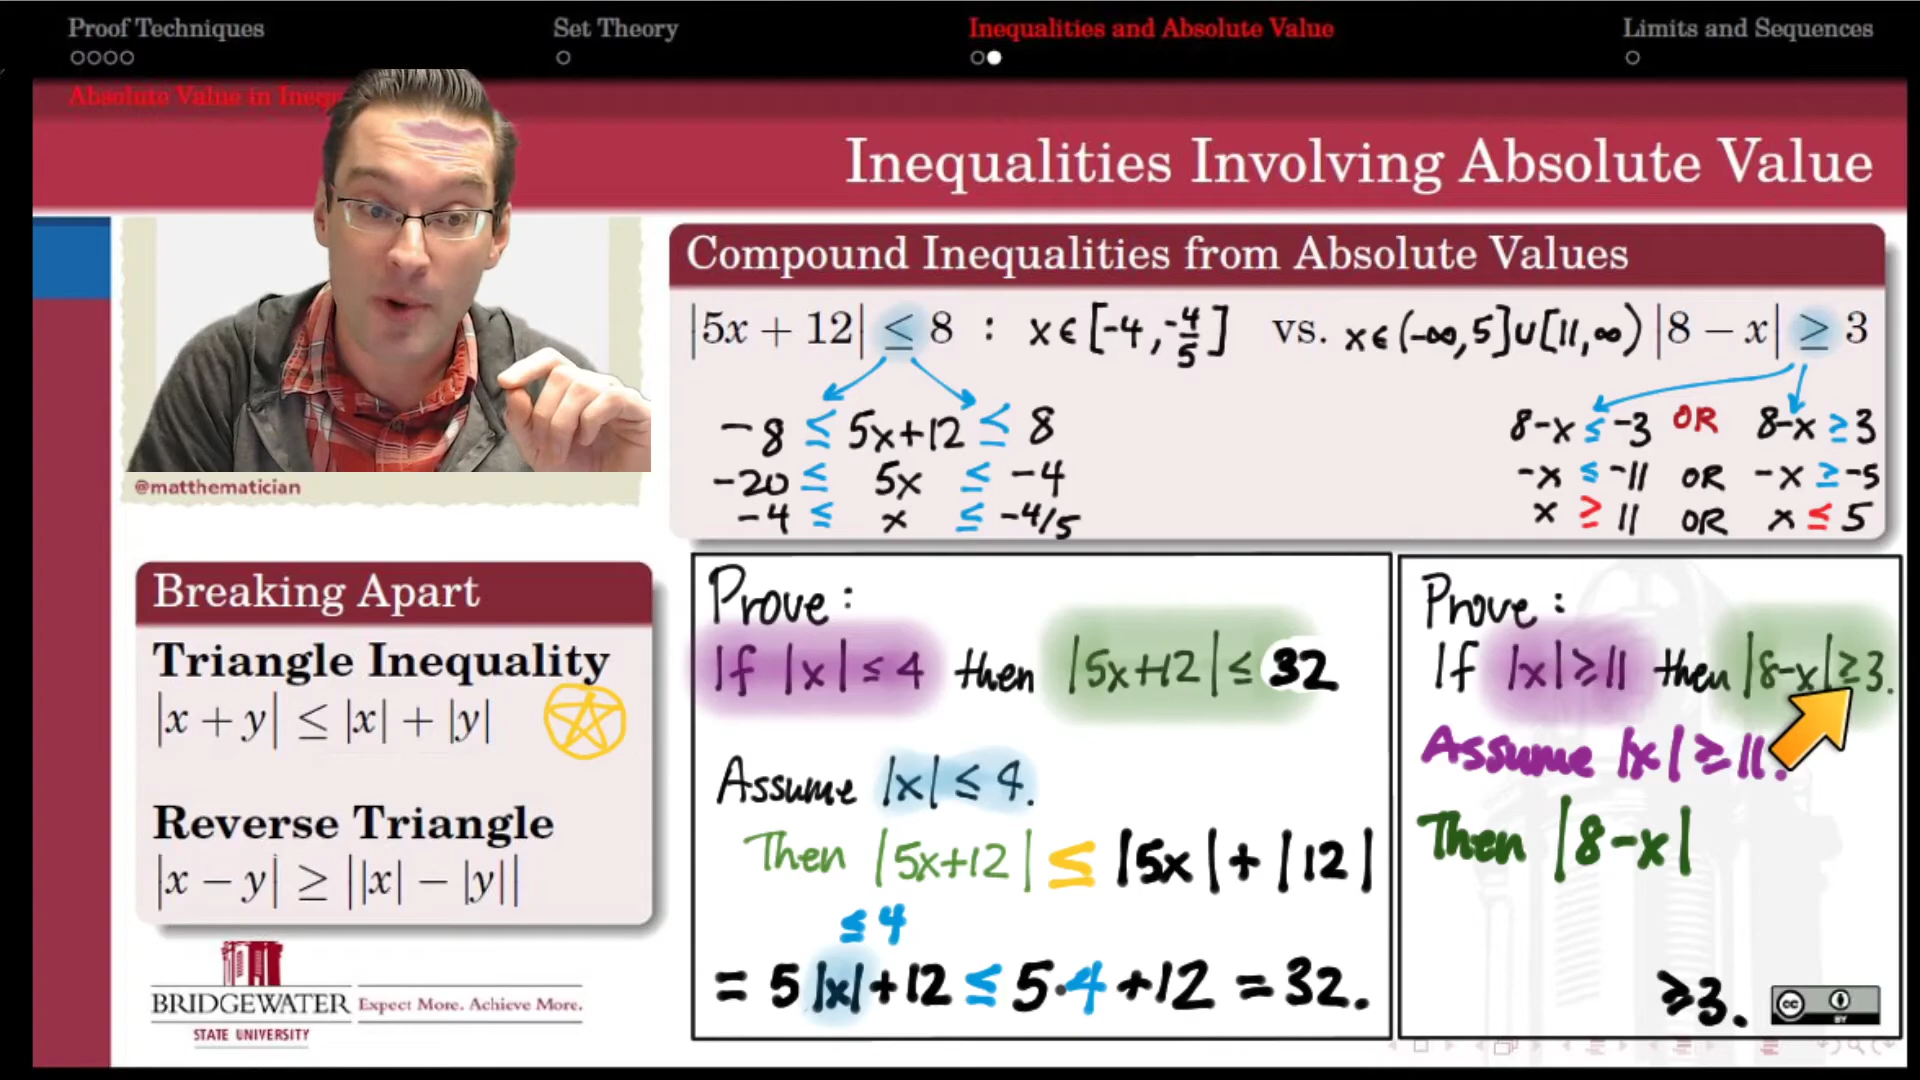 Proof Techniques
Set Theory
Inequalities and Absolute Value
Limits and Sequences
Absolute Value in
Inequalities Involving Absolute Value
Compound Inequalities from Absolute Values
|5x + 12| ≤ 8 : x ∈ [-4, -4/5] vs. x ∈ (-∞, 5] ∪ [11, ∞) |8 − x| ≥ 3
-8 ≤ 5x+12 ≤ 8
-20 ≤ 5x ≤ -4
-4 ≤ x ≤ -4/5
8-x ≤ -3 OR 8-x ≥ 3
-x ≤ -11 OR -x ≥ -5
x ≥ 11 OR x ≤ 5
@matthematician
Breaking Apart
Triangle Inequality
|x + y| ≤ |x| + |y|
Reverse Triangle
|x − y| ≥ ||x| − |y||
BRIDGEWATER
STATE UNIVERSITY
Expect More. Achieve More.
Prove:
If |x| ≤ 4 then |5x+12| ≤ 32
Assume |x| ≤ 4.
Then |5x+12| ≤ |5x| + |12|
≤ 4
= 5|x|+12 ≤ 5·4 +12 = 32.
Prove:
If |x| ≥ 11 then |8-x| ≥ 3.
Assume |x| ≥ 11.
Then |8-x|
≥ 3.
cc
BY